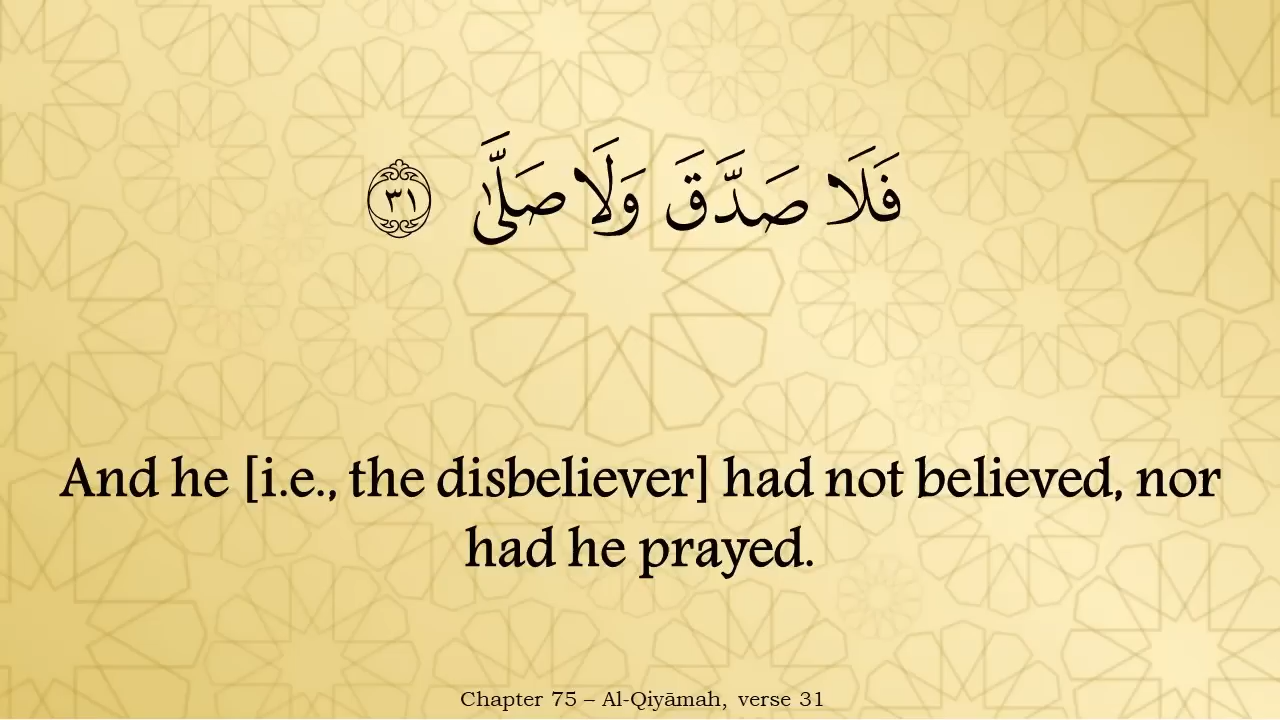 فَلَا صَدَّقَ وَلَا صَلَّىٰ ٣١
And he [i.e., the disbeliever] had not believed, nor
had he prayed.
Chapter 75 – Al-Qiyāmah, verse 31